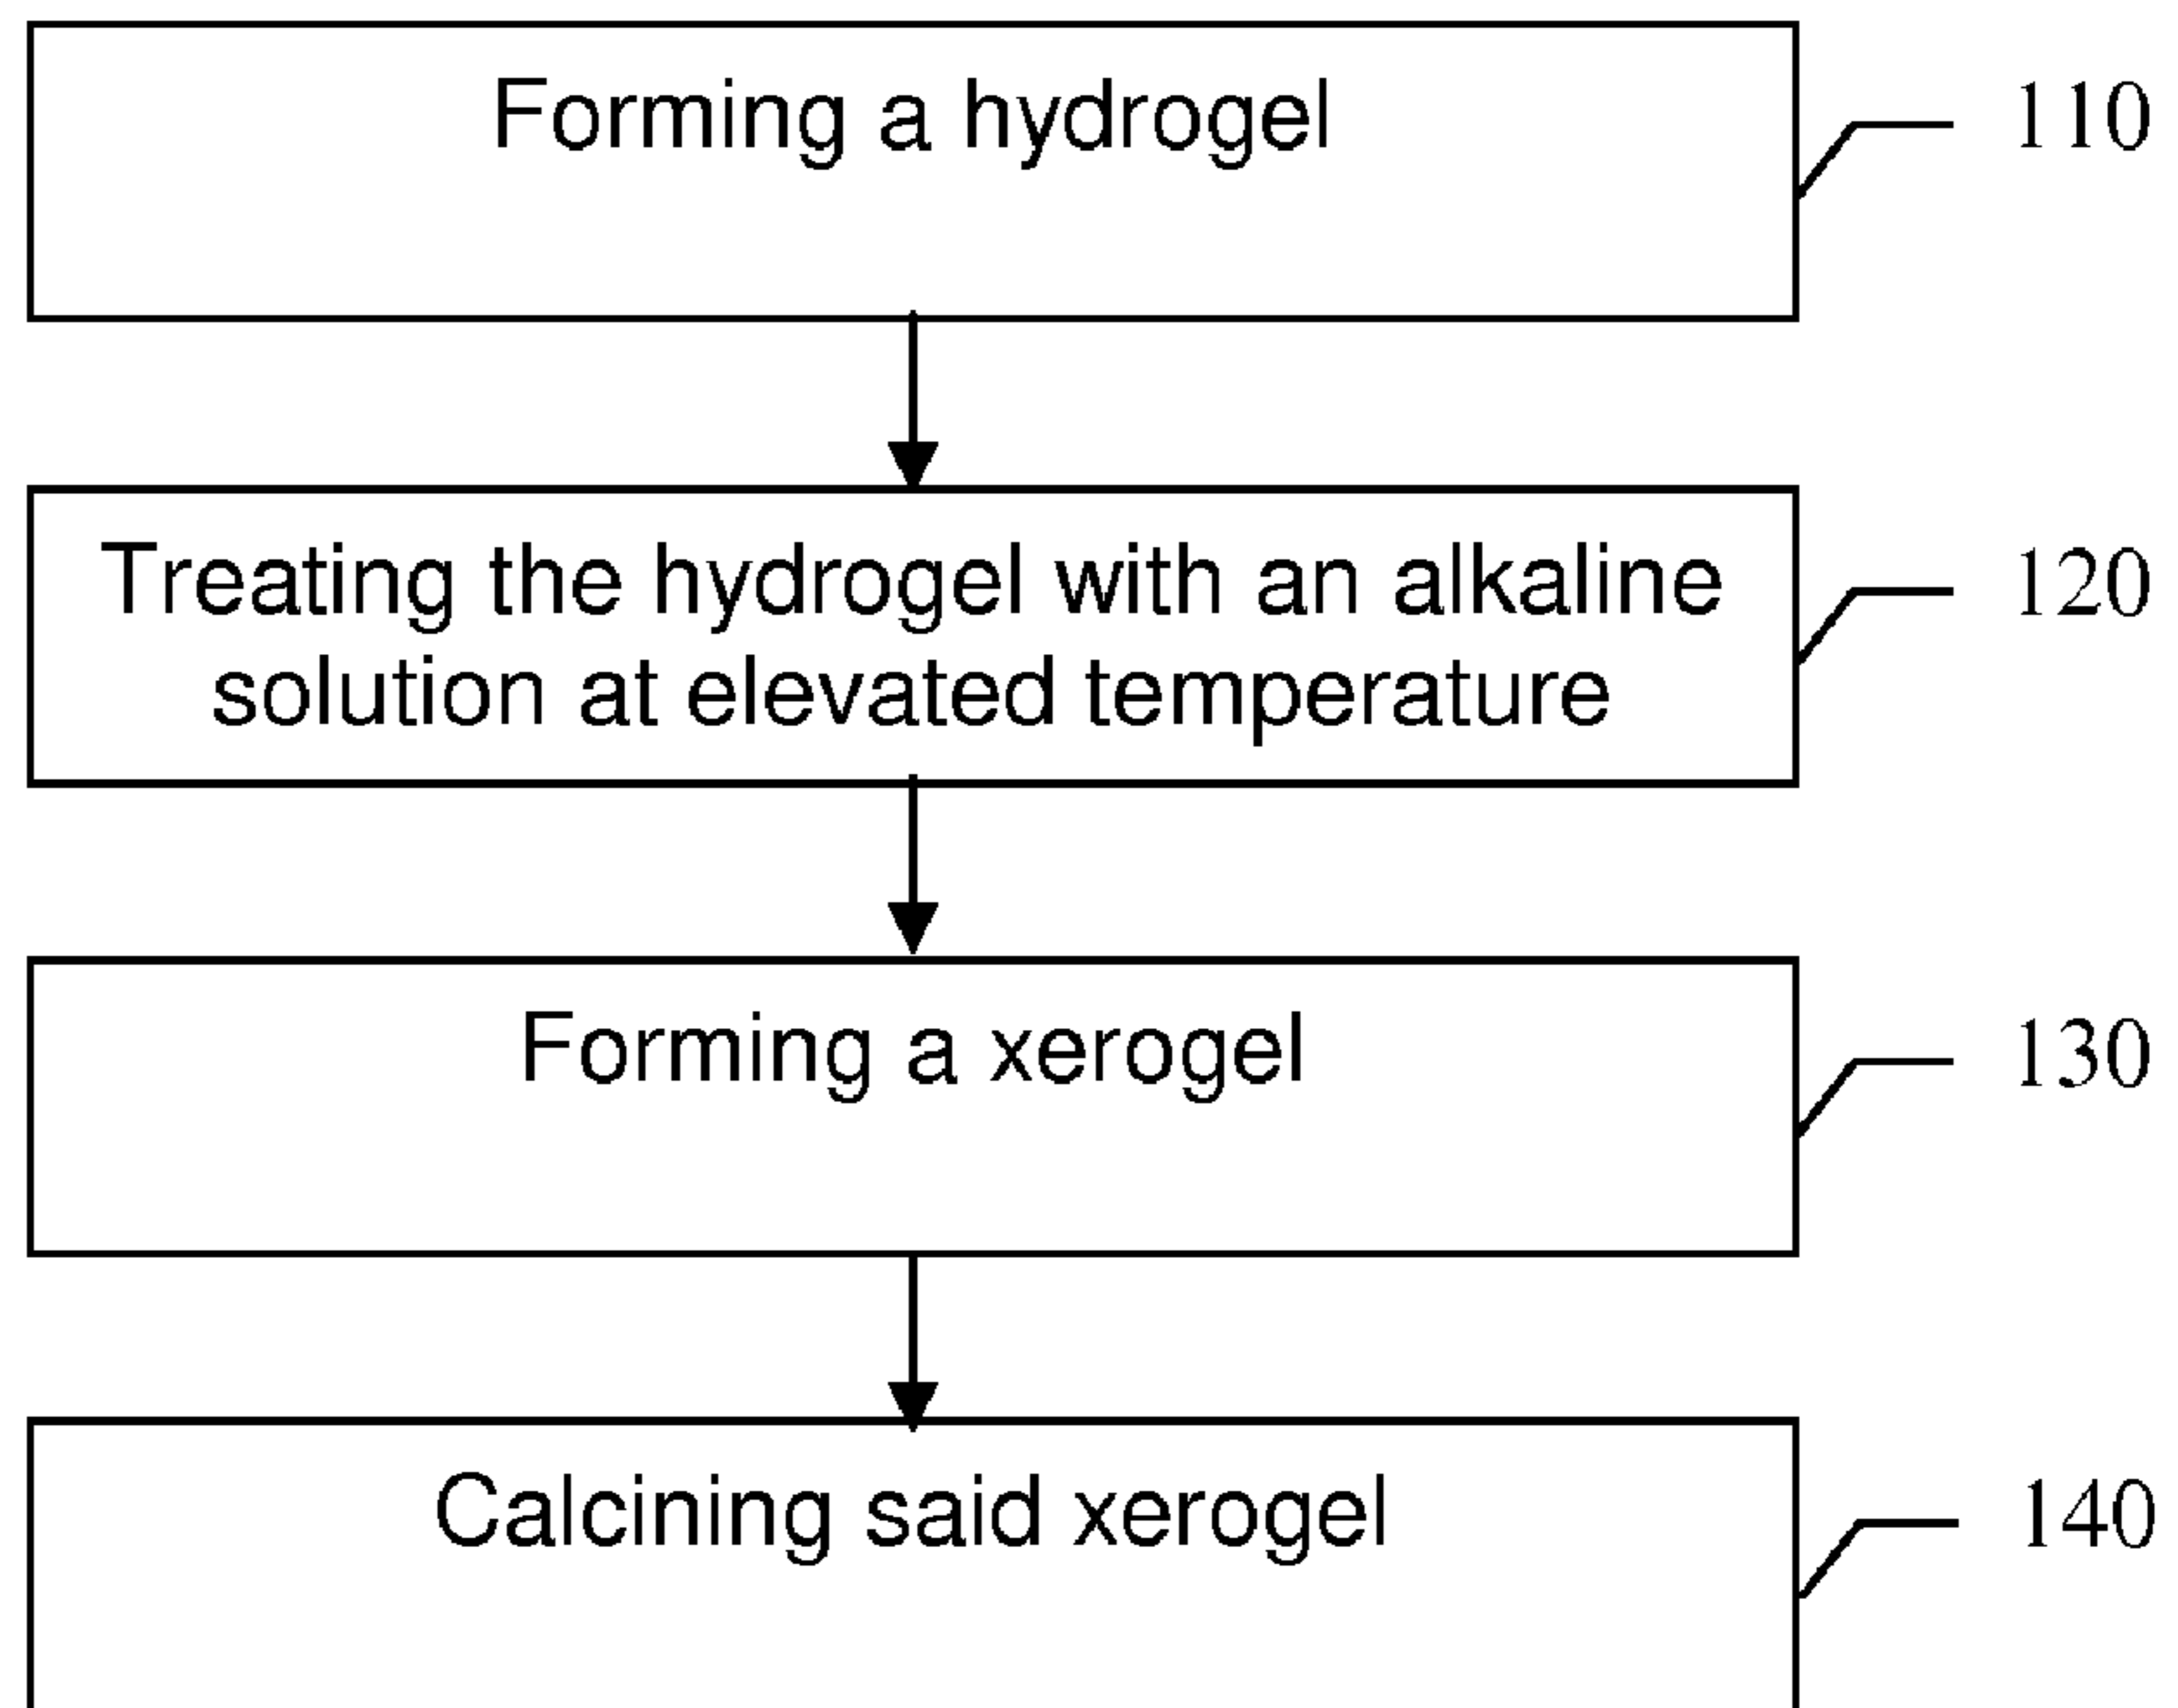 Forming a hydrogel
110
Treating the hydrogel with an alkaline
solution at elevated temperature
120
Forming a xerogel
130
Calcining said xerogel
140